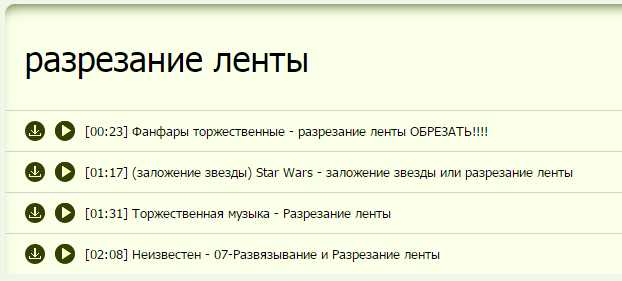 разрезание ленты
[00:23] Фанфары торжественные - разрезание ленты ОБРЕЗАТЬ!!!!
[01:17] (заложение звезды) Star Wars - заложение звезды или разрезание ленты
[01:31] Торжественная музыка - Разрезание ленты
[02:08] Неизвестен - 07-Развязывание и Разрезание ленты